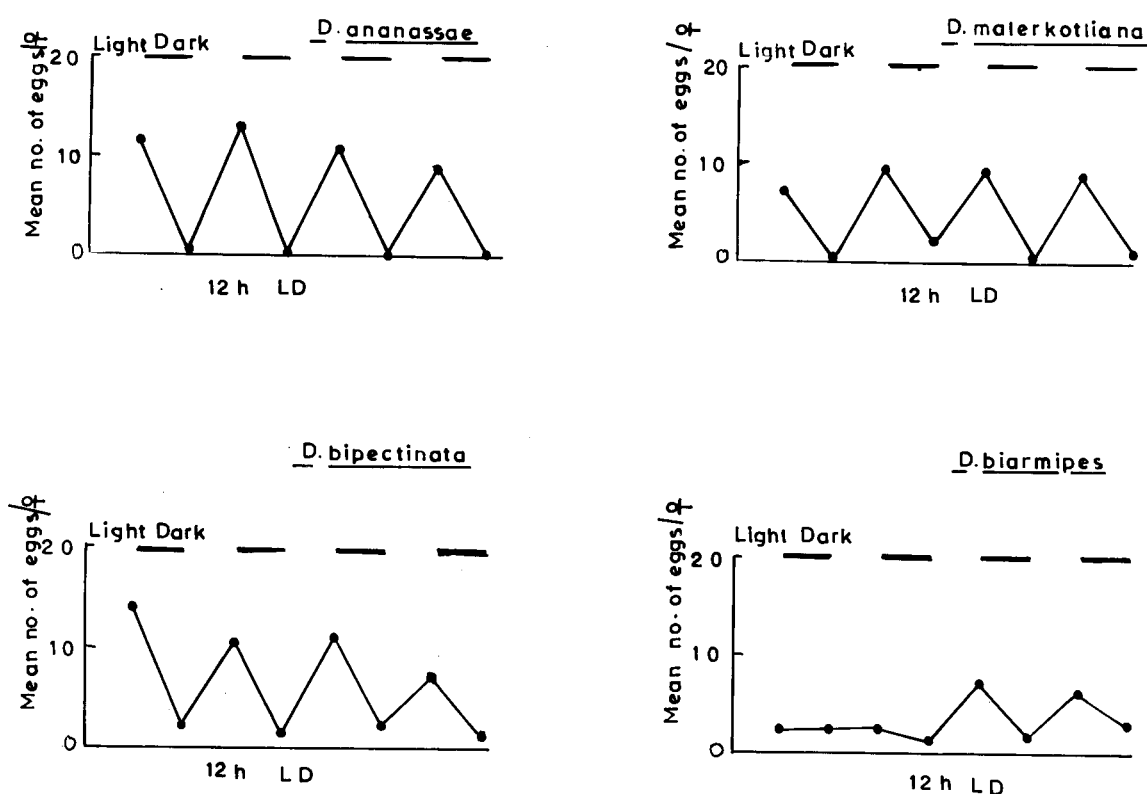 D. ananassae
Light Dark
Mean no. of eggs/♀
20
10
0
12 h LD
D. malerkotliana
Light Dark
Mean no. of eggs/♀
20
10
0
12 h LD
D. bipectinata
Light Dark
Mean no. of eggs/♀
20
10
0
12 h LD
D. biarmipes
Light Dark
Mean no. of eggs/♀
20
10
0
12 h LD